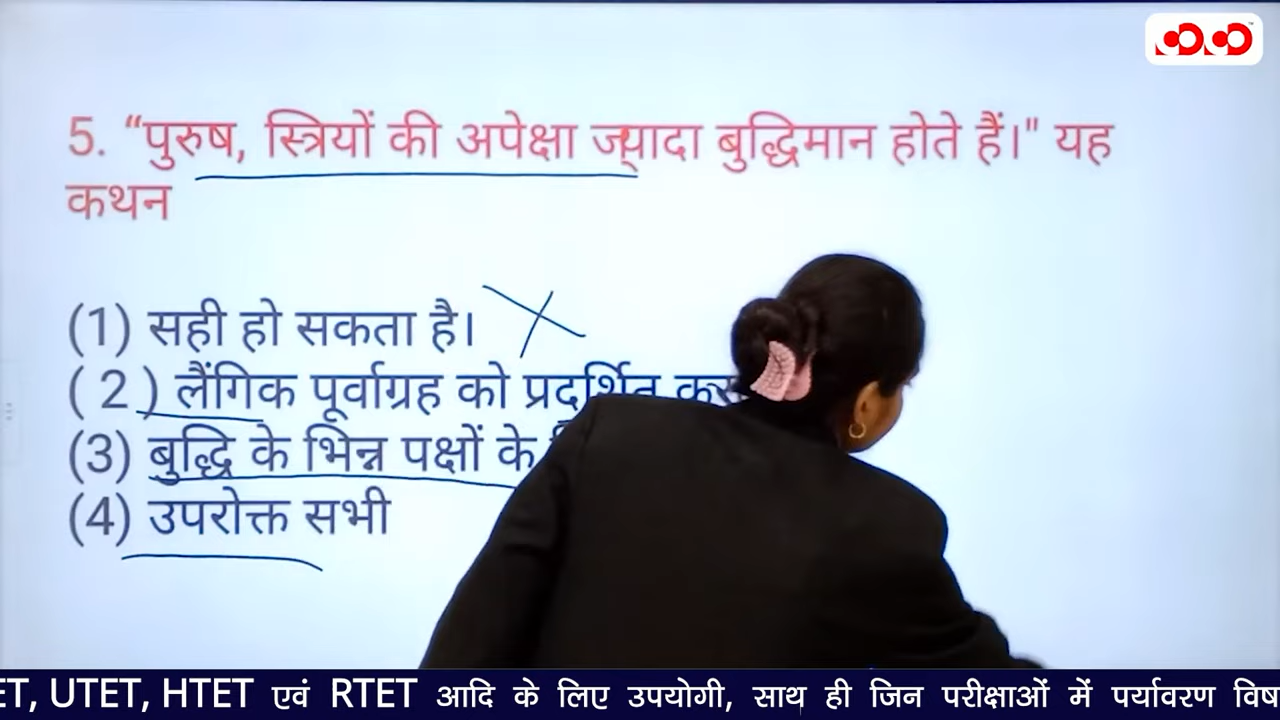 5. “पुरुष, स्त्रियों की अपेक्षा ज्यादा बुद्धिमान होते हैं।" यह
कथन
(1) सही हो सकता है।
( 2 ) लैंगिक पूर्वाग्रह को प्रदर्शित
(3) बुद्धि के भिन्न पक्षों के
(4) उपरोक्त सभी
UTET, HTET एवं RTET आदि के लिए उपयोगी, साथ ही जिन परीक्षाओं में पर्यावरण